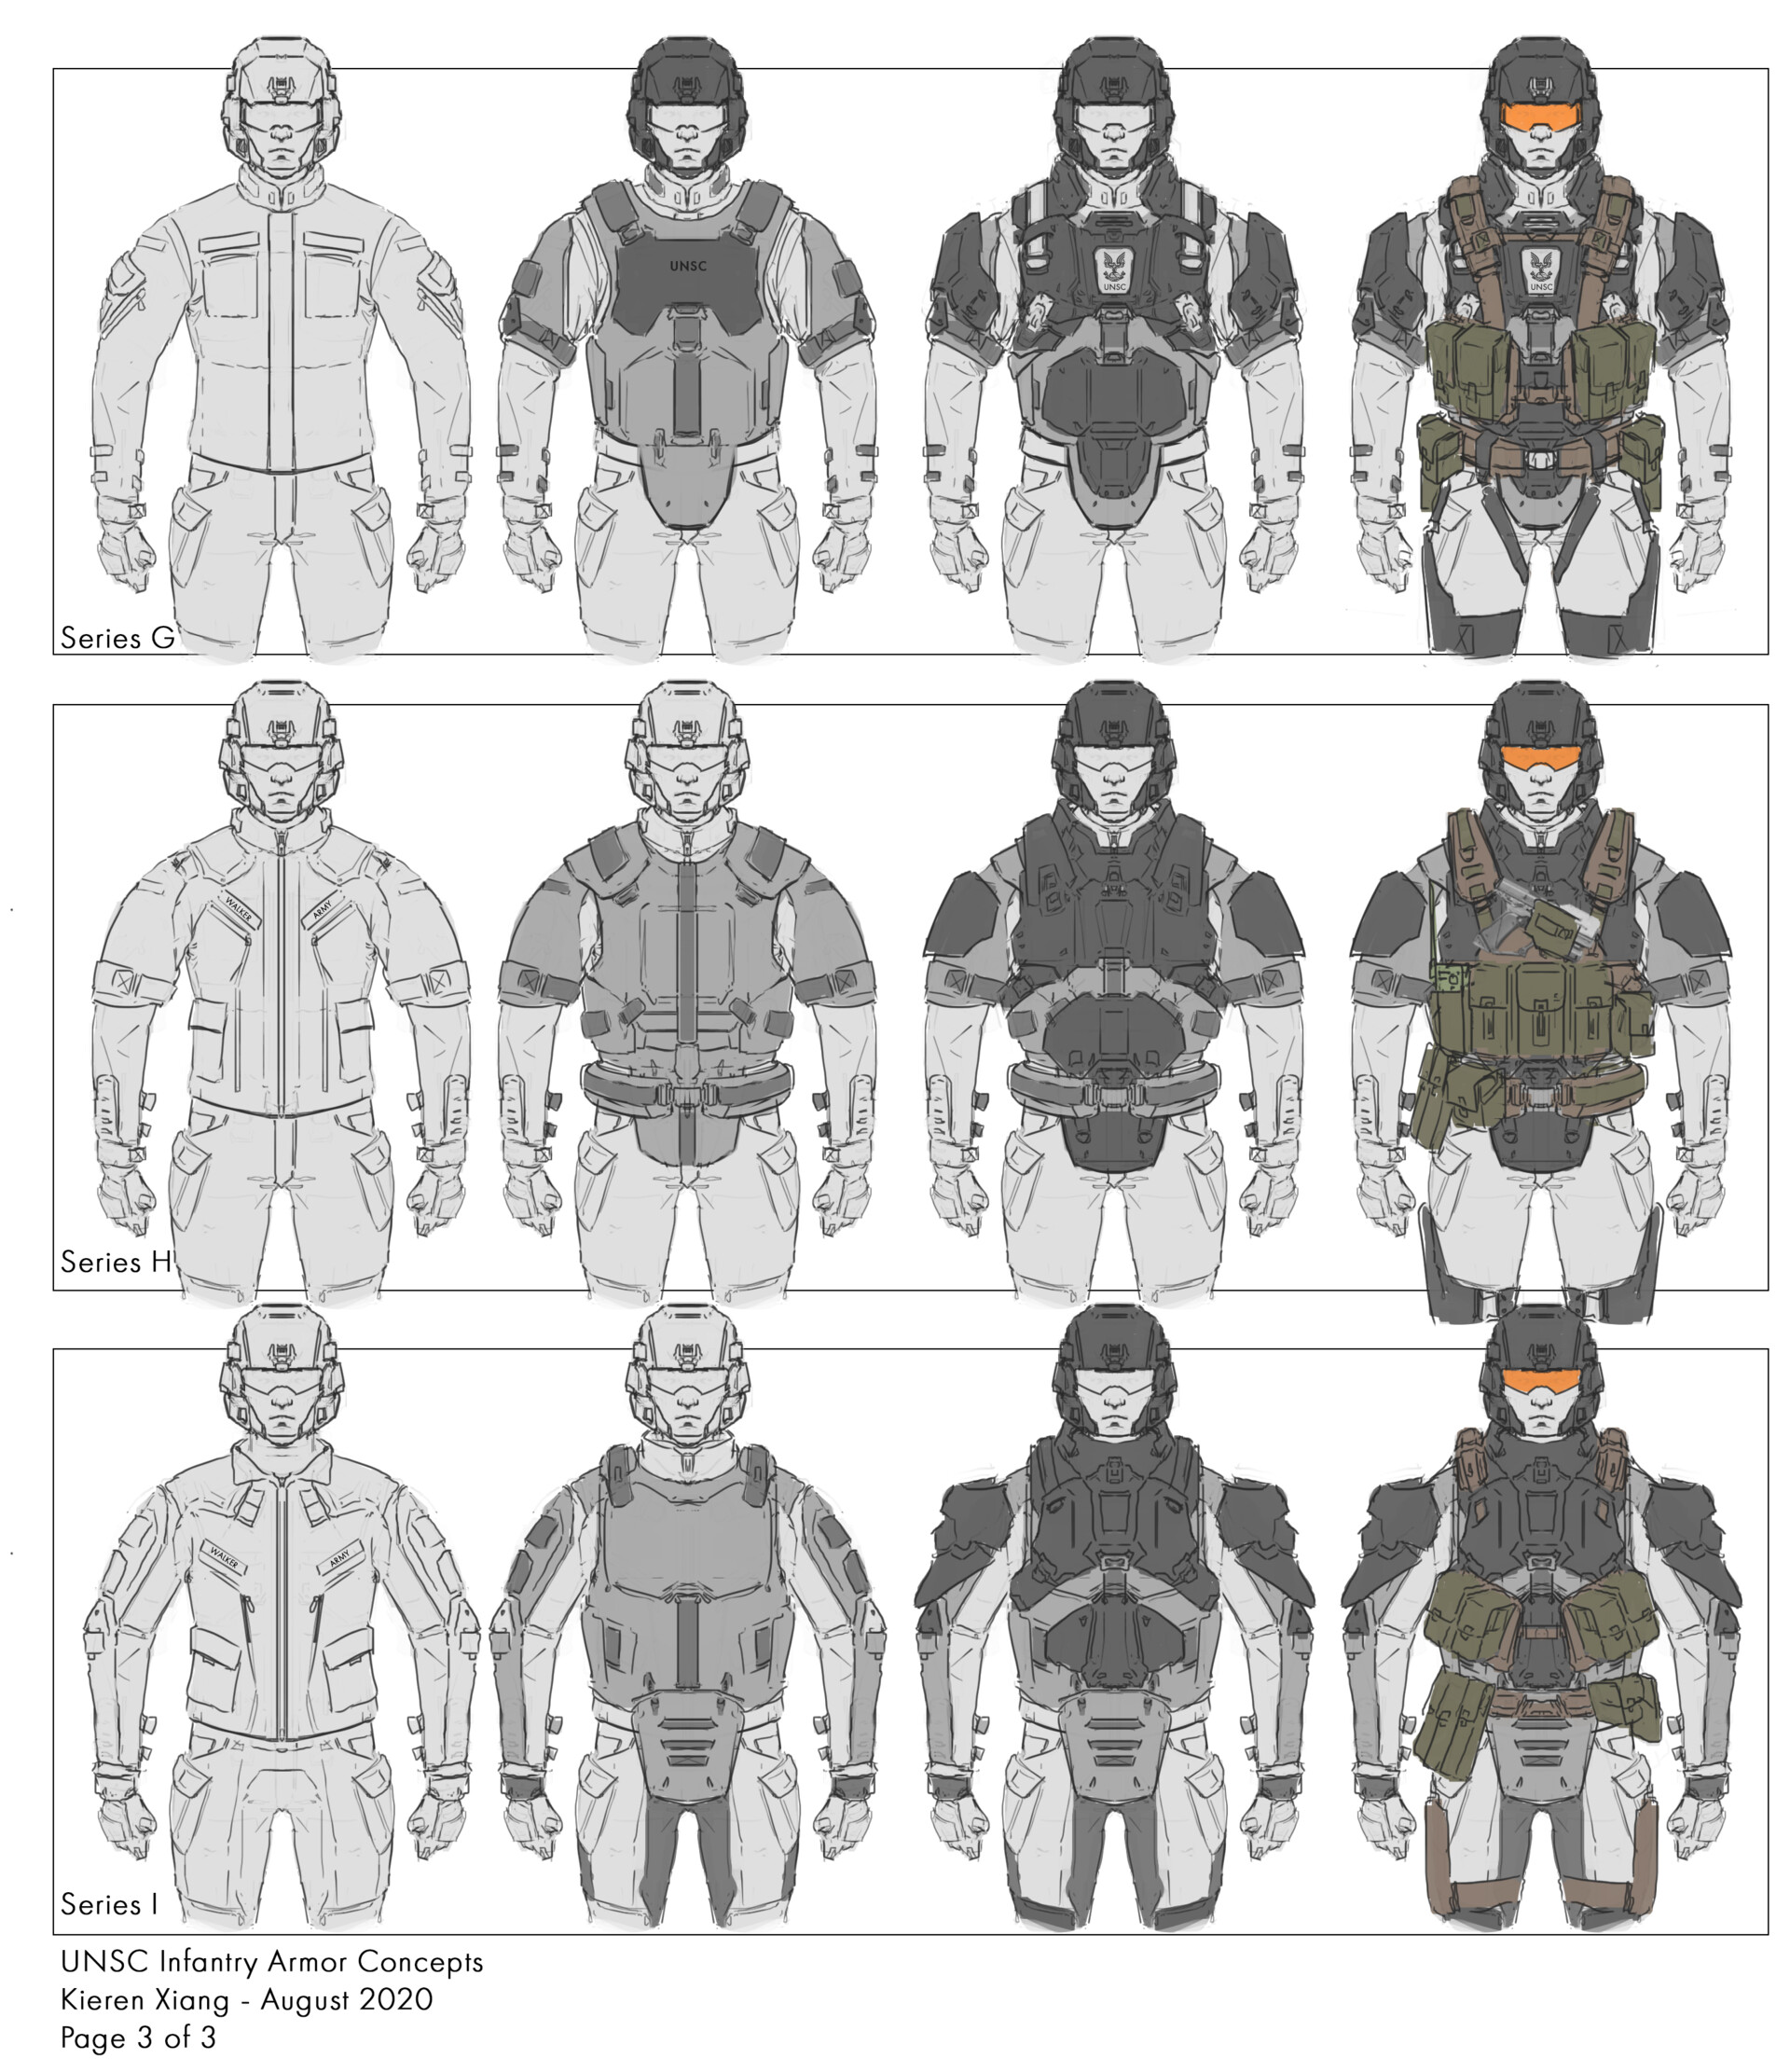 UNSC
UNSC
UNSC
Series G
WALKER
ARMY
Series H
WALKER
ARMY
Series I
UNSC Infantry Armor Concepts
Kieren Xiang - August 2020
Page 3 of 3